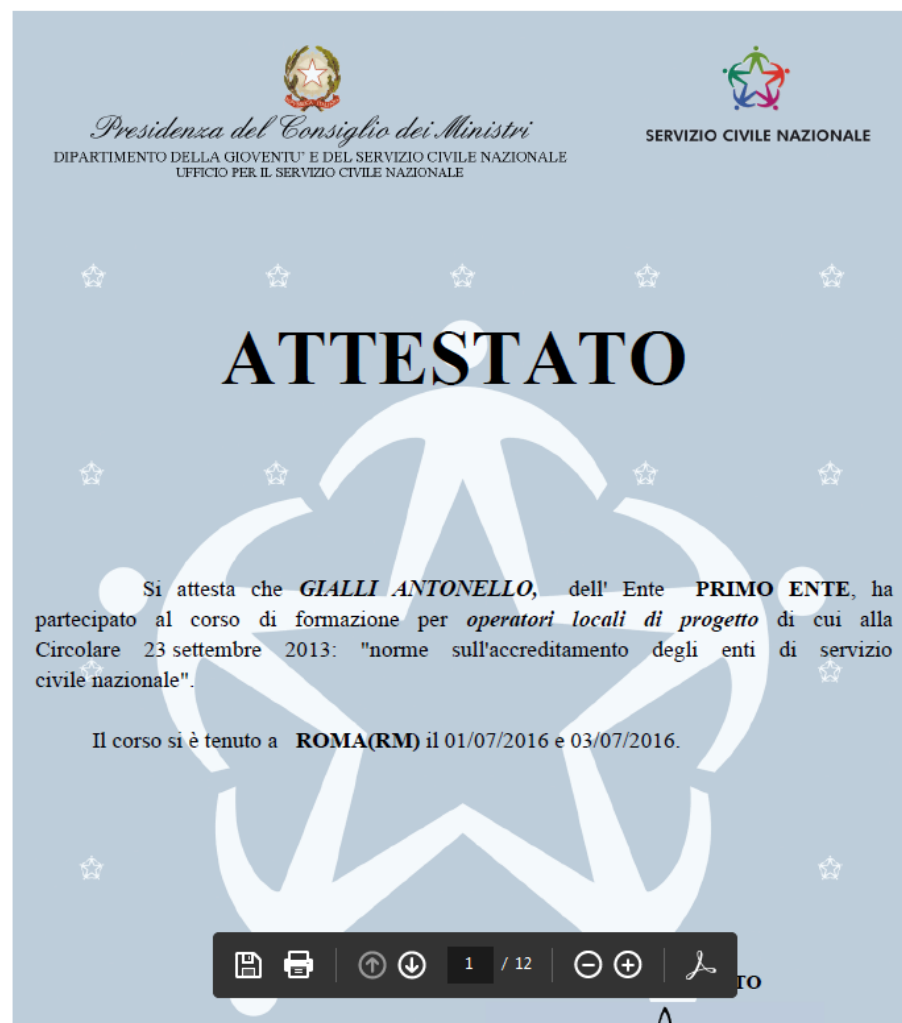 Presidenza del Consiglio dei Ministri
DIPARTIMENTO DELLA GIOVENTU' E DEL SERVIZIO CIVILE NAZIONALE
UFFICIO PER IL SERVIZIO CIVILE NAZIONALE
SERVIZIO CIVILE NAZIONALE
ATTESTATO
Si attesta che GIALLI ANTONELLO, dell' Ente PRIMO ENTE, ha
partecipato al corso di formazione per operatori locali di progetto di cui alla
Circolare 23 settembre 2013: "norme sull'accreditamento degli enti di servizio
civile nazionale".
Il corso si è tenuto a ROMA(RM) il 01/07/2016 e 03/07/2016.
1 / 12